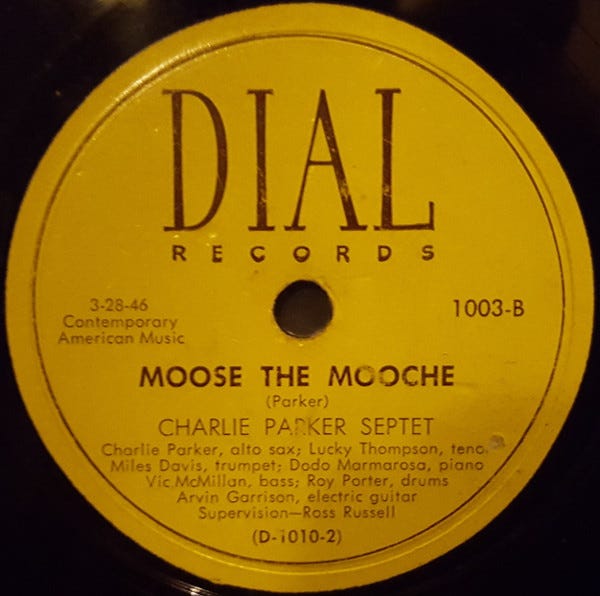 DIAL
RECORDS
3-28-46
Contemporary
American Music
1003-B
MOOSE THE MOOCHE
(Parker)
CHARLIE PARKER SEPTET
Charlie Parker, alto sax; Lucky Thompson, tenor
Miles Davis, trumpet; Dodo Marmarosa, piano
Vic McMillan, bass; Roy Porter, drums
Arvin Garrison, electric guitar
Supervision—Ross Russell
(D-1010-2)